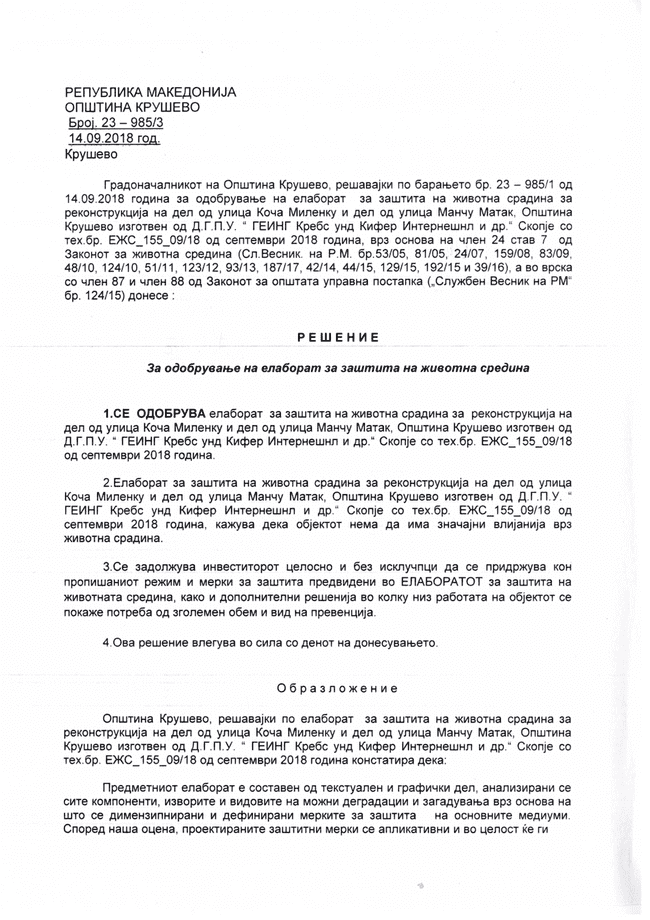 РЕПУБЛИКА МАКЕДОНИЈА
ОПШТИНА КРУШЕВО
Број. 23 – 985/3
14.09.2018 год.
Крушево
Градоначалникот на Општина Крушево, решавајки по барањето бр. 23 – 985/1 од
14.09.2018 година за одобрување на елаборат за заштита на животна срадина за
реконструкција на дел од улица Коча Миленку и дел од улица Манчу Матак, Општина
Крушево изготвен од Д.Г.П.У. “ ГЕИНГ Кребс унд Кифер Интернешнл и др.“ Скопје со
тех.бр. ЕЖС_155_09/18 од септември 2018 година, врз основа на член 24 став 7 од
Законот за животна средина (Сл.Весник. на Р.М. бр.53/05, 81/05, 24/07, 159/08, 83/09,
48/10, 124/10, 51/11, 123/12, 93/13, 187/17, 42/14, 44/15, 129/15, 192/15 и 39/16), а во врска
со член 87 и член 88 од Законот за општата управна постапка („Службен Весник на РМ“
бр. 124/15) донесе :
Р Е Ш Е Н И Е
За одобрување на елаборат за заштита на животна средина
1.СЕ ОДОБРУВА елаборат за заштита на животна срадина за реконструкција на
дел од улица Коча Миленку и дел од улица Манчу Матак, Општина Крушево изготвен од
Д.Г.П.У. “ ГЕИНГ Кребс унд Кифер Интернешнл и др.“ Скопје со тех.бр. ЕЖС_155_09/18
од септември 2018 година.
2.Елаборат за заштита на животна срадина за реконструкција на дел од улица
Коча Миленку и дел од улица Манчу Матак, Општина Крушево изготвен од Д.Г.П.У. “
ГЕИНГ Кребс унд Кифер Интернешнл и др.“ Скопје со тех.бр. ЕЖС_155_09/18 од
септември 2018 година, кажува дека објектот нема да има значајни влијанија врз
животна срадина.
3.Се задолжува инвеститорот целосно и без исклучпци да се придржува кон
пропишаниот режим и мерки за заштита предвидени во ЕЛАБОРАТОТ за заштита на
животната средина, како и дополнителни решенија во колку низ работата на објектот се
покаже потреба од зголемен обем и вид на превенција.
4.Ова решение влегува во сила со денот на донесувањето.
О б р а з л о ж е н и е
Општина Крушево, решавајки по елаборат за заштита на животна срадина за
реконструкција на дел од улица Коча Миленку и дел од улица Манчу Матак, Општина
Крушево изготвен од Д.Г.П.У. “ ГЕИНГ Кребс унд Кифер Интернешнл и др.“ Скопје со
тех.бр. ЕЖС_155_09/18 од септември 2018 година констатира дека:
Предметниот елаборат е составен од текстуален и графички дел, анализирани се
сите компоненти, изворите и видовите на можни деградации и загадувања врз основа на
што се димензипнирани и дефинирани мерките за заштита на основните медиуми.
Според наша оцена, проектираните заштитни мерки се апликативни и во целост ќе ги